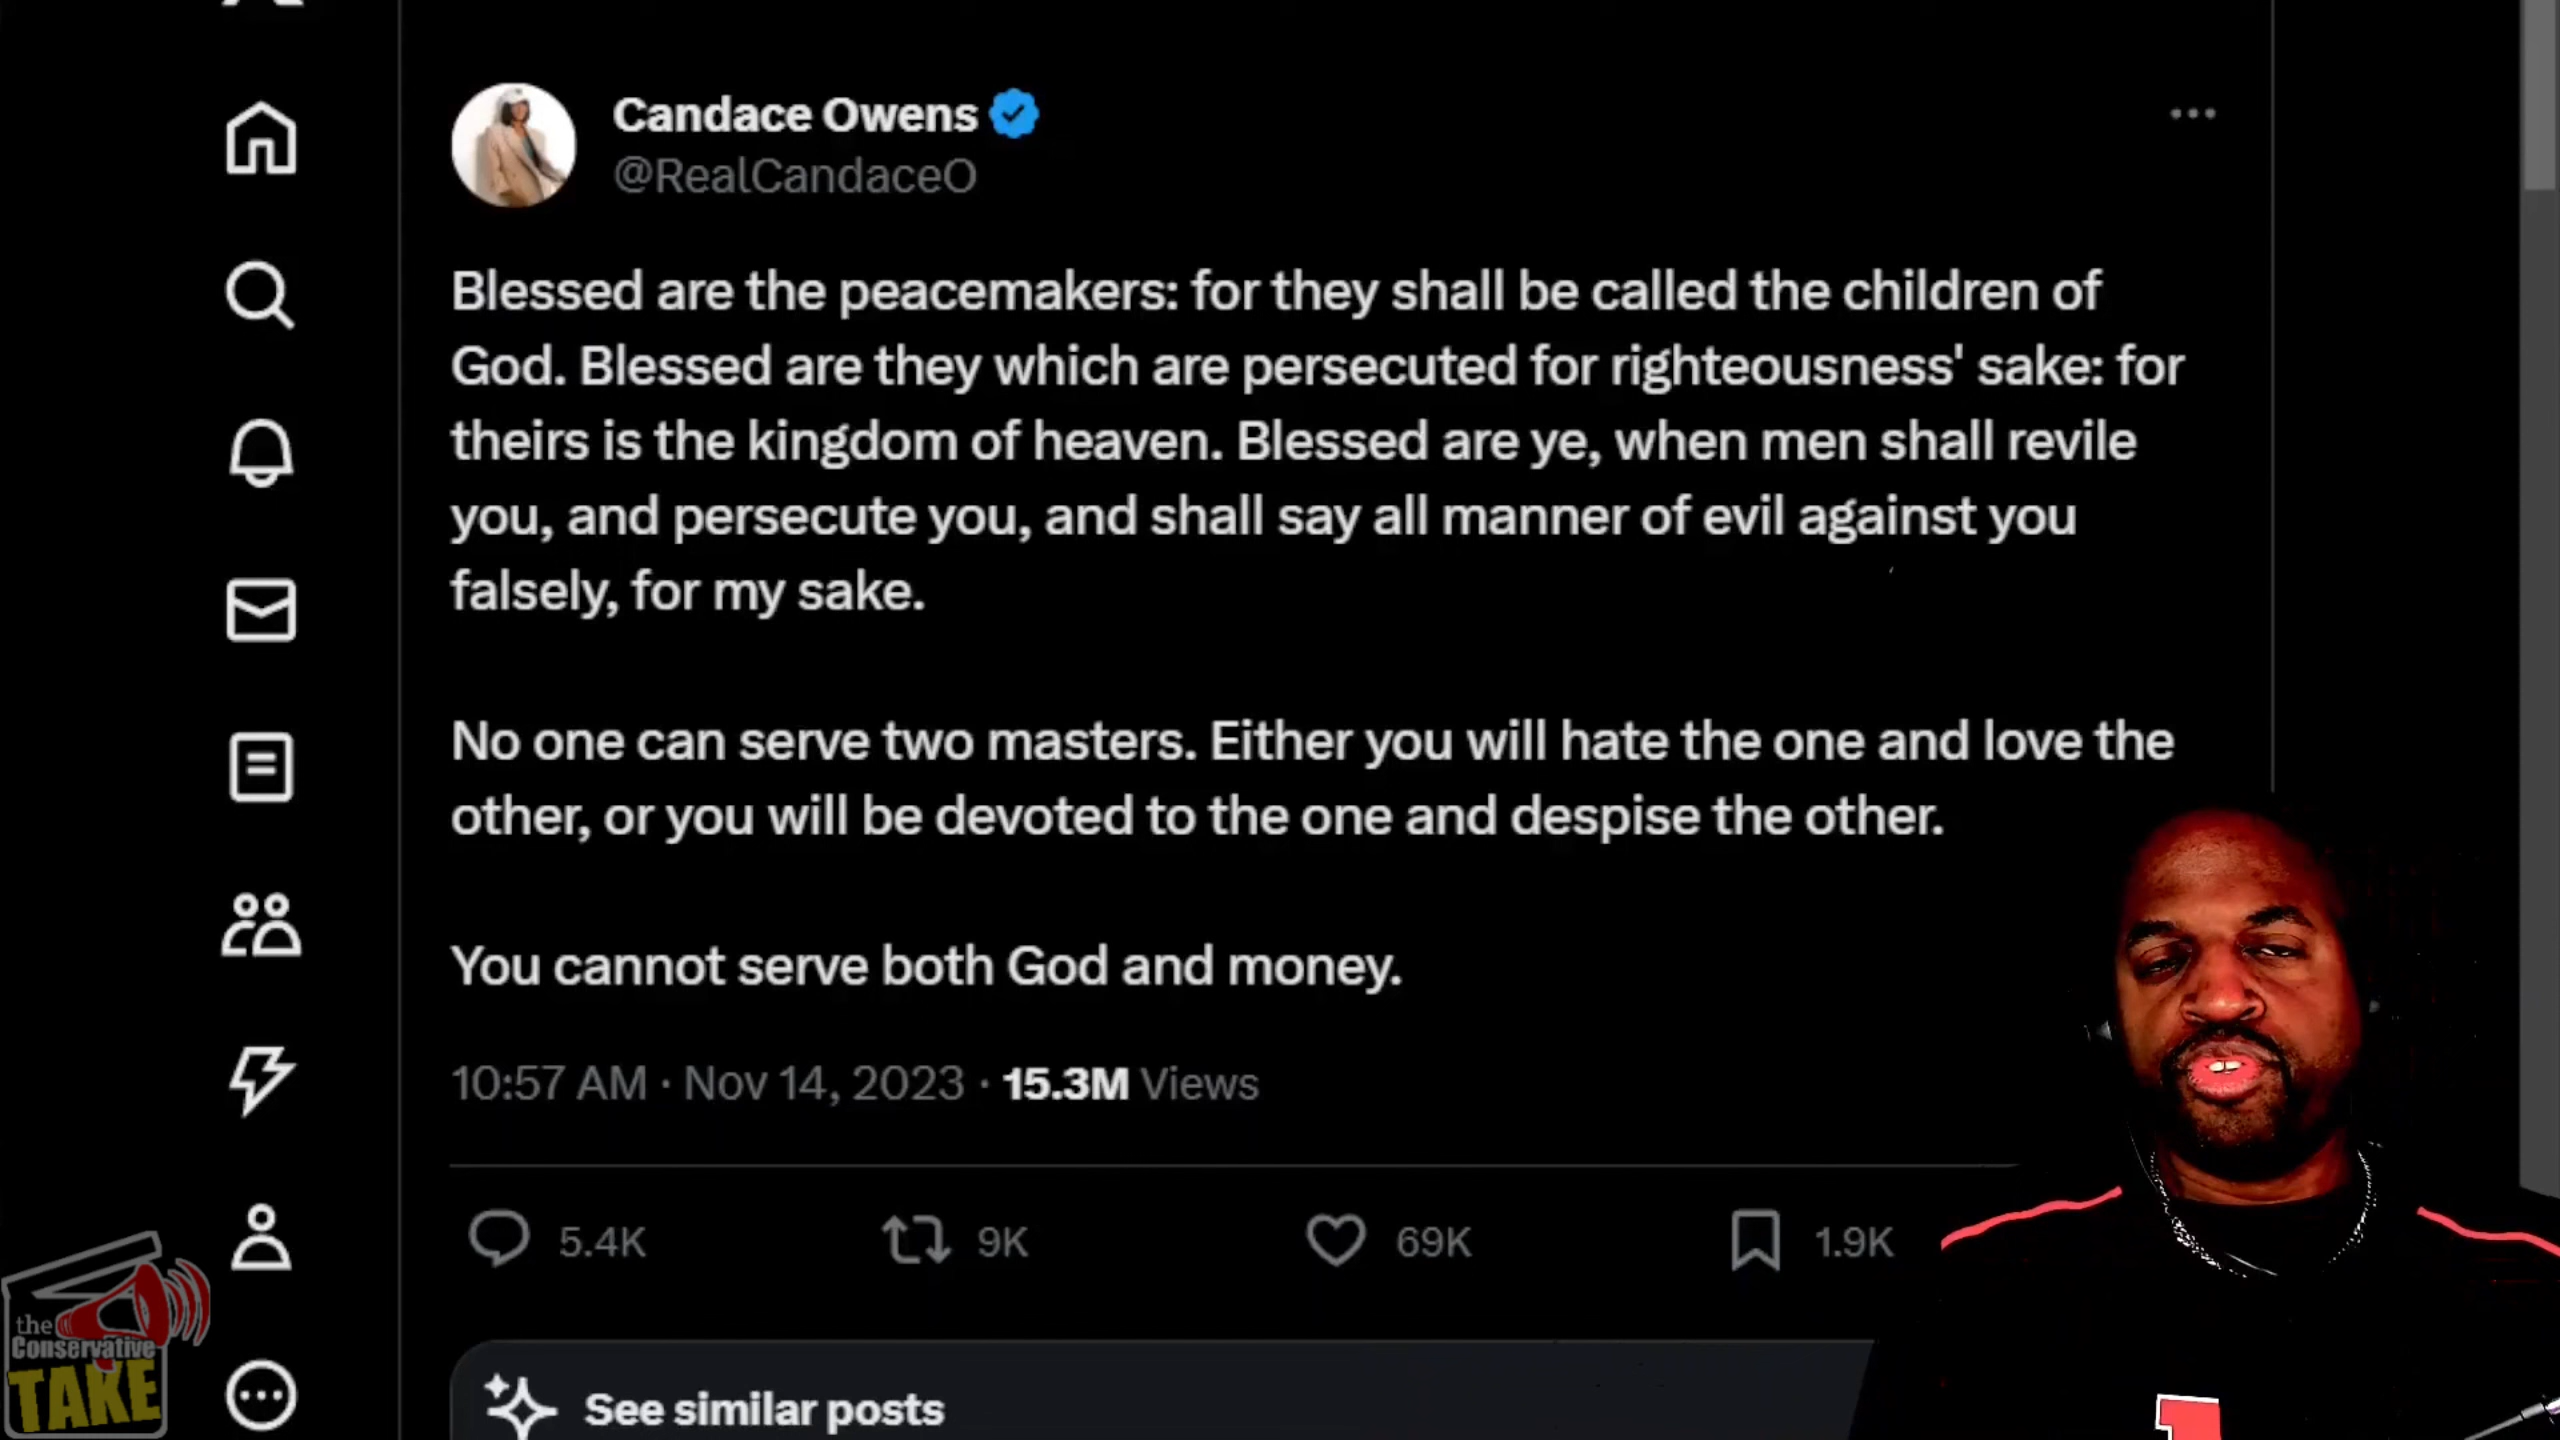 Candace Owens
@RealCandaceO
Blessed are the peacemakers: for they shall be called the children of
God. Blessed are they which are persecuted for righteousness' sake: for
theirs is the kingdom of heaven. Blessed are ye, when men shall revile
you, and persecute you, and shall say all manner of evil against you
falsely, for my sake.
No one can serve two masters. Either you will hate the one and love the
other, or you will be devoted to the one and despise the other.
You cannot serve both God and money.
10:57 AM · Nov 14, 2023 · 15.3M Views
5.4K 9K 69K 1.9K
See similar posts
the
Conservative
TAKE